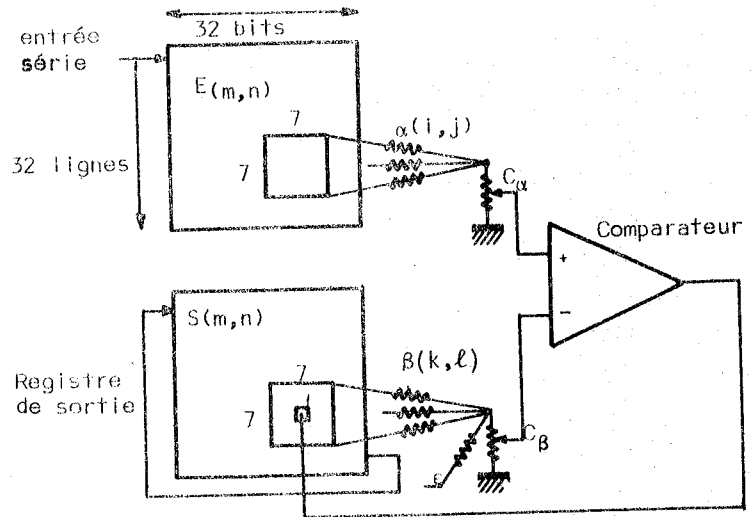 32 bits
entrée
série
E(m,n)
7
7
α(i,j)
32 lignes
Cα
Comparateur
+
−
S(m,n)
β(k,ℓ)
7
7
Registre
de sortie
Cβ
ε